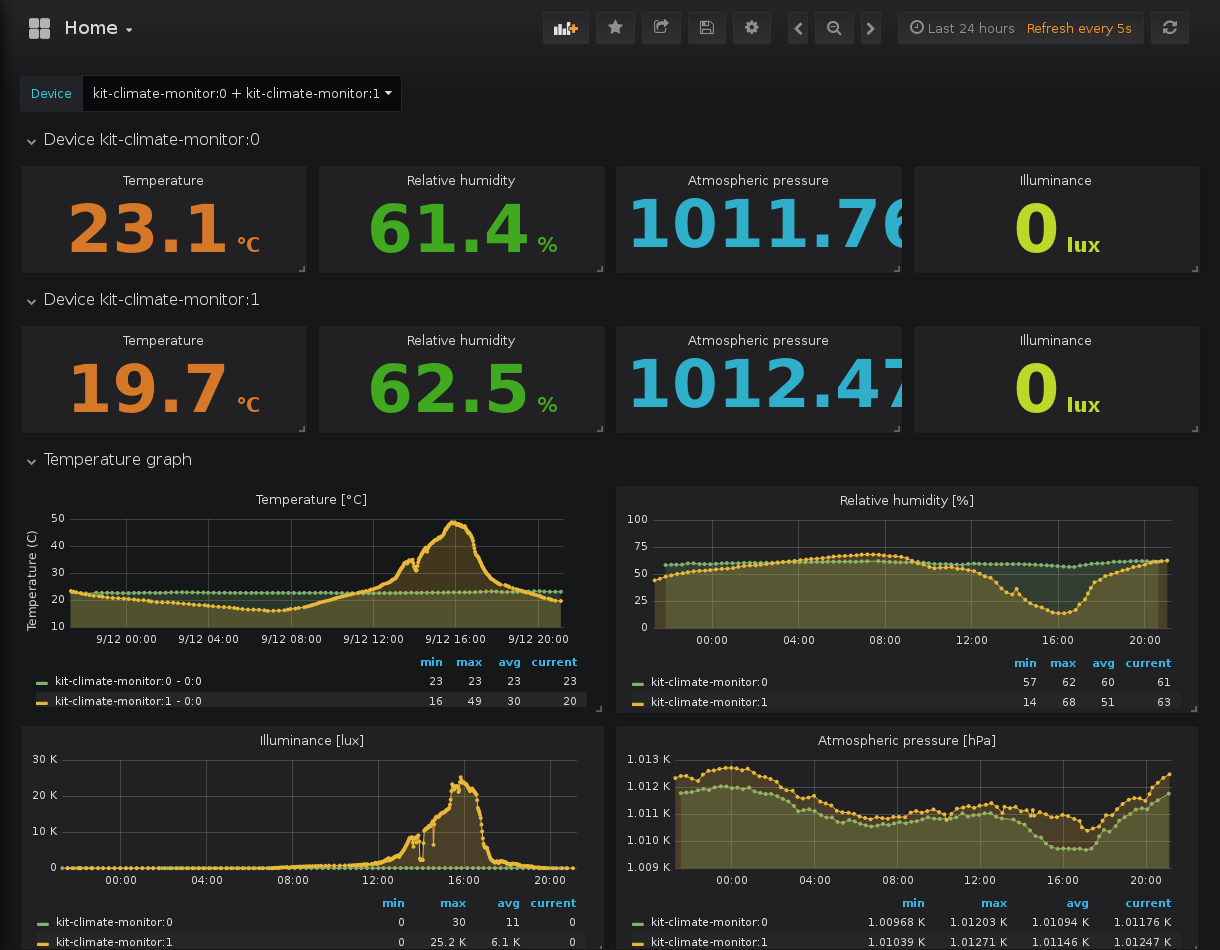 Home
Last 24 hours Refresh every 5s
Device kit-climate-monitor:0 + kit-climate-monitor:1
Device kit-climate-monitor:0
Temperature Relative humidity Atmospheric pressure Illuminance
23.1 °C 61.4 % 1011.76 0 lux
Device kit-climate-monitor:1
Temperature Relative humidity Atmospheric pressure Illuminance
19.7 °C 62.5 % 1012.47 0 lux
Temperature graph
Temperature [°C]
Temperature (C)
50
40
30
20
10
9/12 00:00 9/12 04:00 9/12 08:00 9/12 12:00 9/12 16:00 9/12 20:00
min max avg current
kit-climate-monitor:0 - 0:0 23 23 23 23
kit-climate-monitor:1 - 0:0 16 49 30 20
Relative humidity [%]
100
75
50
25
0
00:00 04:00 08:00 12:00 16:00 20:00
min max avg current
kit-climate-monitor:0 57 62 60 61
kit-climate-monitor:1 14 68 51 63
Illuminance [lux]
30 K
20 K
10 K
0
00:00 04:00 08:00 12:00 16:00 20:00
min max avg current
kit-climate-monitor:0 0 30 11 0
kit-climate-monitor:1 0 25.2 K 6.1 K 0
Atmospheric pressure [hPa]
1.013 K
1.012 K
1.011 K
1.010 K
1.009 K
00:00 04:00 08:00 12:00 16:00 20:00
min max avg current
kit-climate-monitor:0 1.00968 K 1.01203 K 1.01094 K 1.01176 K
kit-climate-monitor:1 1.01039 K 1.01271 K 1.01146 K 1.01247 K